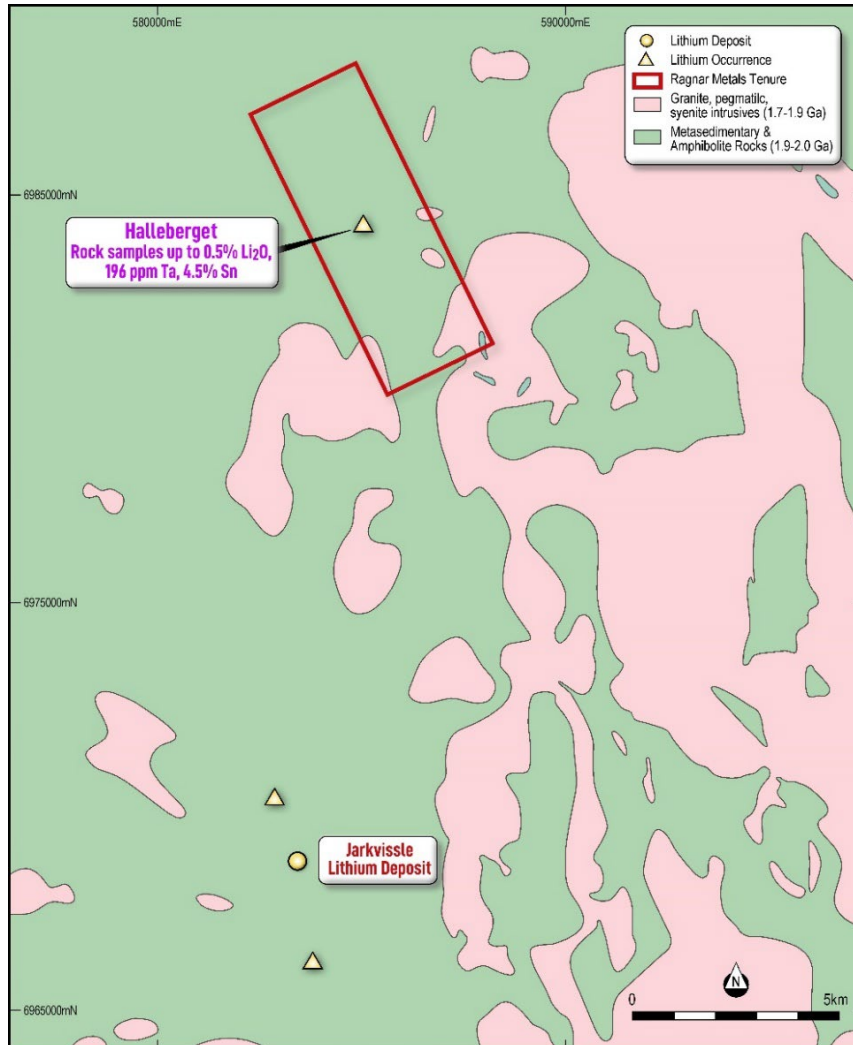 580000mE
590000mE
Lithium Deposit
Lithium Occurrence
Ragnar Metals Tenure
Granite, pegmatilc,
syenite intrusives (1.7-1.9 Ga)
Metasedimentary &
Amphibolite Rocks (1.9-2.0 Ga)
6985000mN
Halleberget
Rock samples up to 0.5% Li₂O,
196 ppm Ta, 4.5% Sn
6975000mN
Jarkvissle
Lithium Deposit
N
0
5km
6965000mN